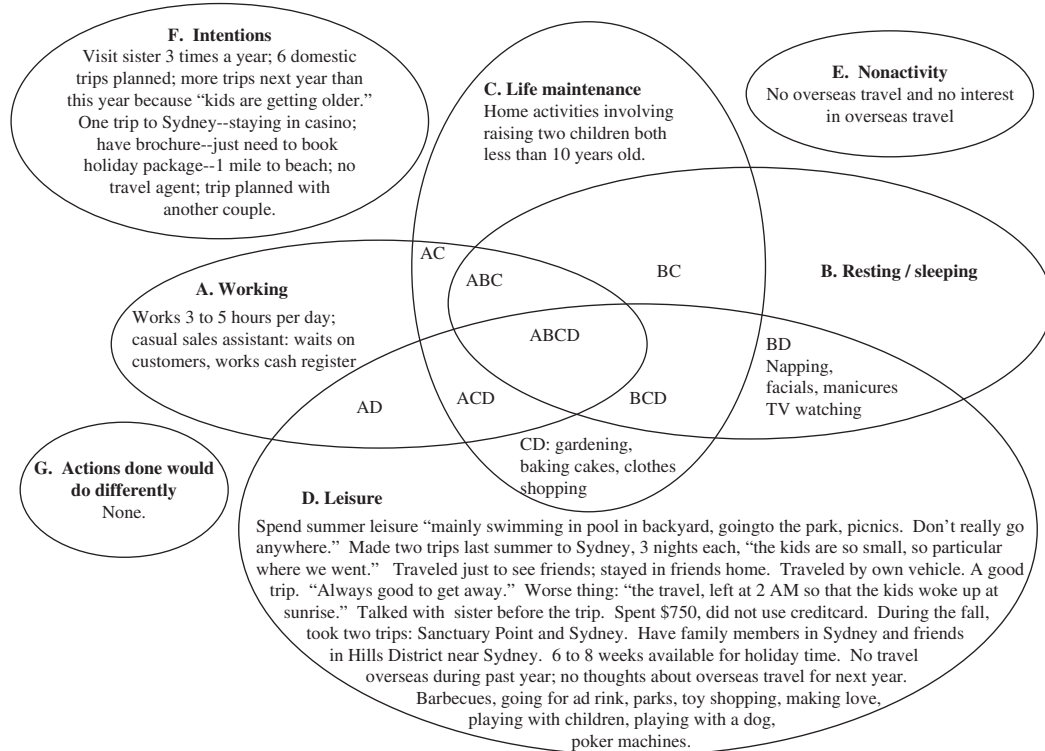 F. Intentions
Visit sister 3 times a year; 6 domestic
trips planned; more trips next year than
this year because “kids are getting older.”
One trip to Sydney--staying in casino;
have brochure--just need to book
holiday package--1 mile to beach; no
travel agent; trip planned with
another couple.
C. Life maintenance
Home activities involving
raising two children both
less than 10 years old.
E. Nonactivity
No overseas travel and no interest
in overseas travel
AC
ABC
BC
B. Resting / sleeping
A. Working
Works 3 to 5 hours per day;
casual sales assistant: waits on
customers, works cash register
ABCD
BD
Napping,
facials, manicures
TV watching
AD
ACD
BCD
G. Actions done would
do differently
None.
CD: gardening,
baking cakes, clothes
shopping
D. Leisure
Spend summer leisure “mainly swimming in pool in backyard, goingto the park, picnics. Don’t really go
anywhere.” Made two trips last summer to Sydney, 3 nights each, “the kids are so small, so particular
where we went.” Traveled just to see friends; stayed in friends home. Traveled by own vehicle. A good
trip. “Always good to get away.” Worse thing: “the travel, left at 2 AM so that the kids woke up at
sunrise.” Talked with sister before the trip. Spent $750, did not use creditcard. During the fall,
took two trips: Sanctuary Point and Sydney. Have family members in Sydney and friends
in Hills District near Sydney. 6 to 8 weeks available for holiday time. No travel
overseas during past year; no thoughts about overseas travel for next year.
Barbecues, going for ad rink, parks, toy shopping, making love,
playing with children, playing with a dog,
poker machines.